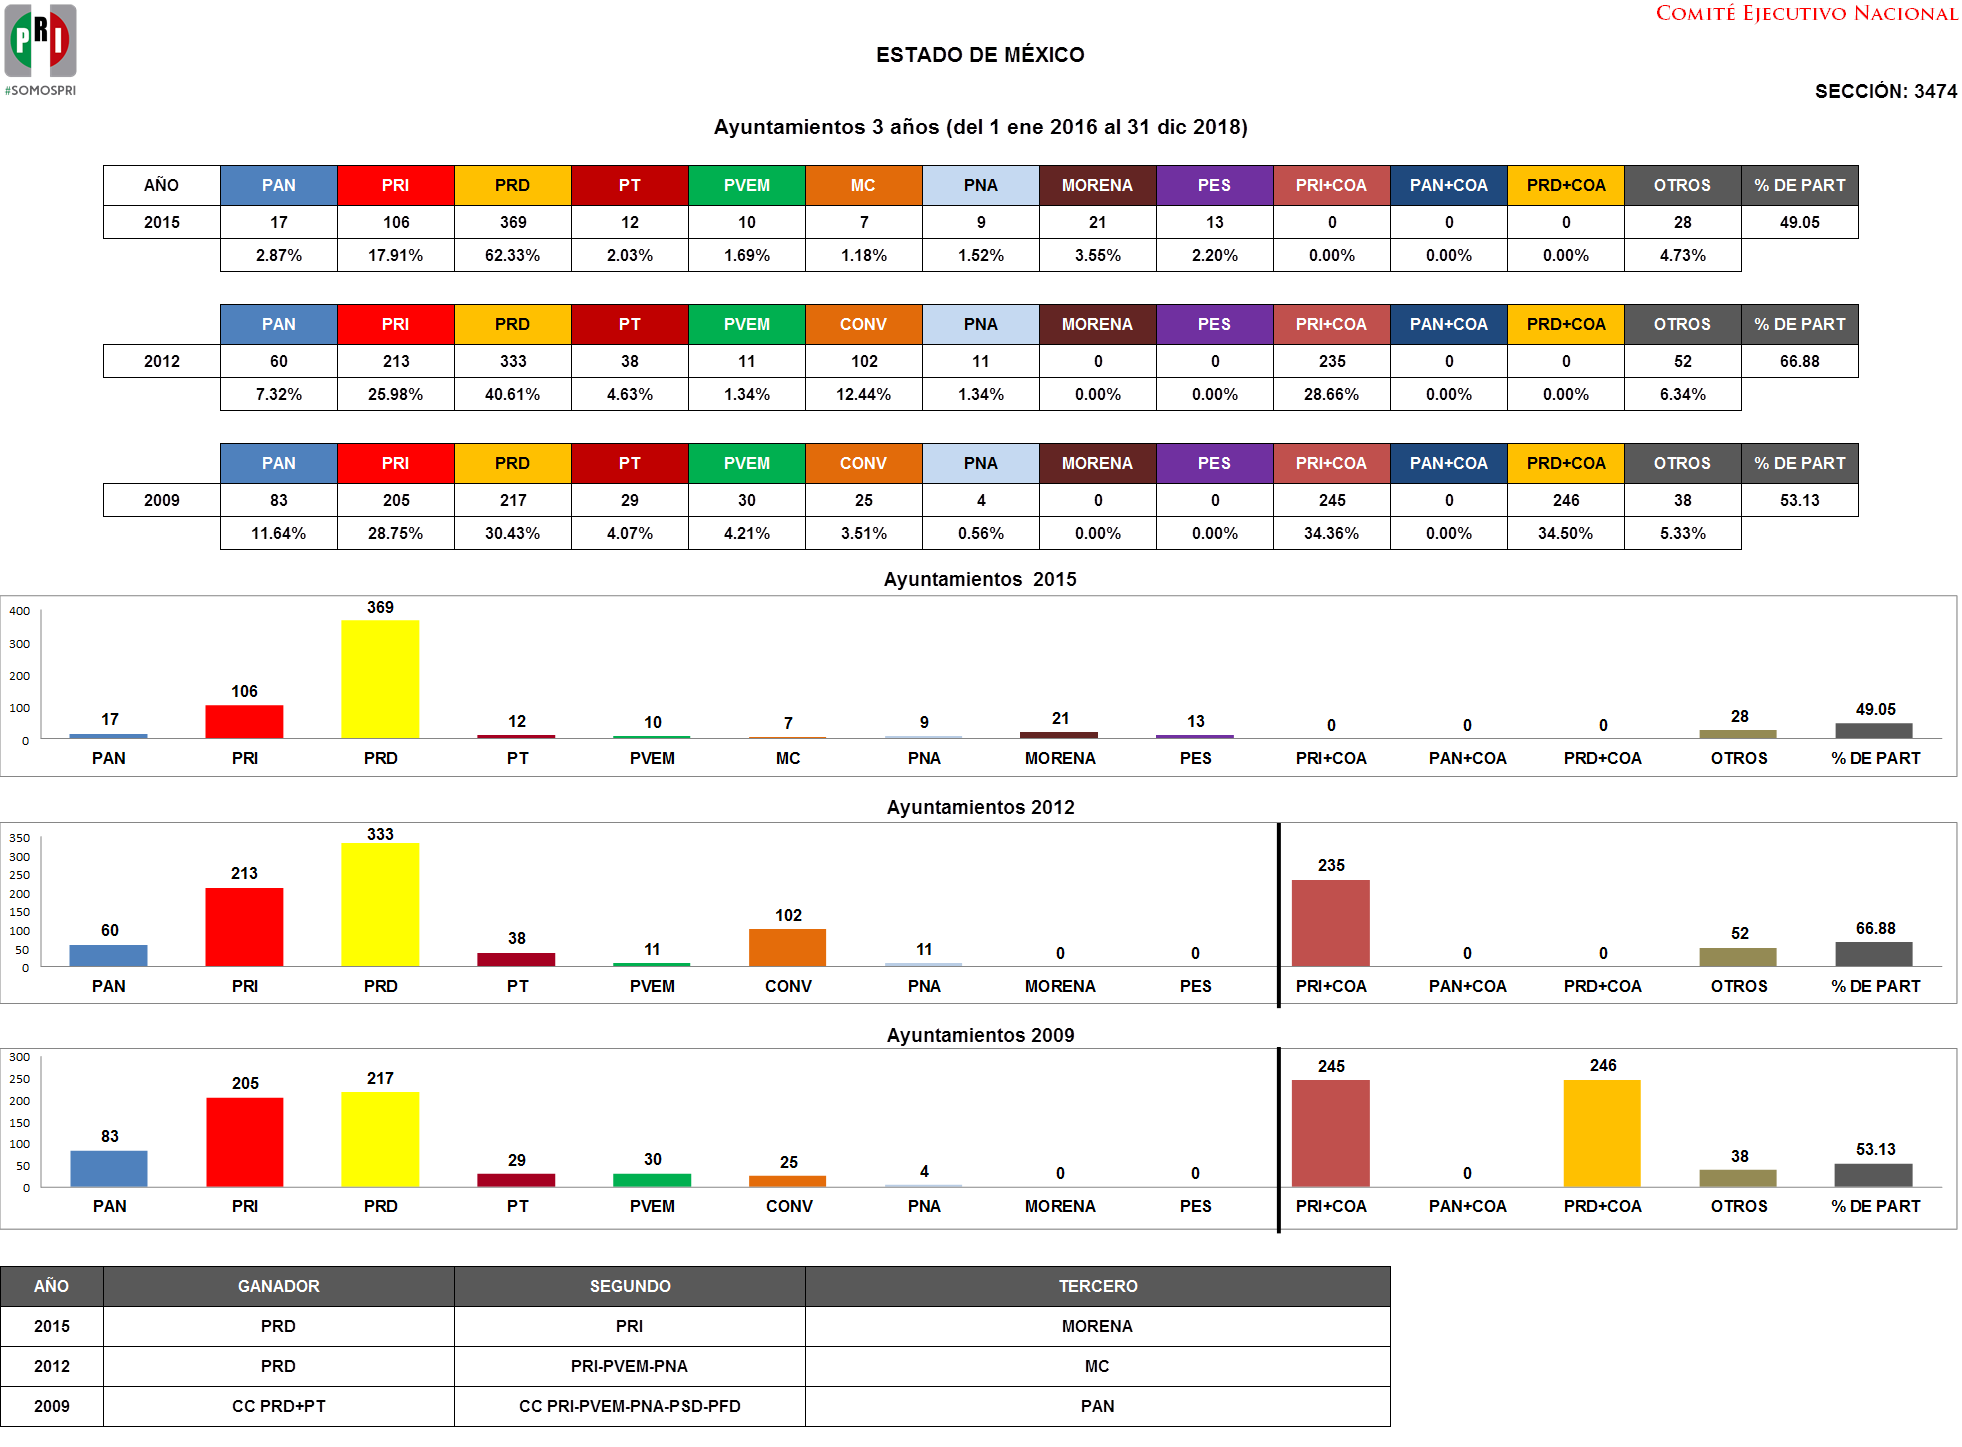 PRI
#SOMOSPRI
COMITÉ EJECUTIVO NACIONAL
ESTADO DE MÉXICO
SECCIÓN: 3474
Ayuntamientos 3 años (del 1 ene 2016 al 31 dic 2018)
AÑO PAN PRI PRD PT PVEM MC PNA MORENA PES PRI+COA PAN+COA PRD+COA OTROS % DE PART
2015 17 106 369 12 10 7 9 21 13 0 0 0 28 49.05
2.87% 17.91% 62.33% 2.03% 1.69% 1.18% 1.52% 3.55% 2.20% 0.00% 0.00% 0.00% 4.73%
PAN PRI PRD PT PVEM CONV PNA MORENA PES PRI+COA PAN+COA PRD+COA OTROS % DE PART
2012 60 213 333 38 11 102 11 0 0 235 0 0 52 66.88
7.32% 25.98% 40.61% 4.63% 1.34% 12.44% 1.34% 0.00% 0.00% 28.66% 0.00% 0.00% 6.34%
PAN PRI PRD PT PVEM CONV PNA MORENA PES PRI+COA PAN+COA PRD+COA OTROS % DE PART
2009 83 205 217 29 30 25 4 0 0 245 0 246 38 53.13
11.64% 28.75% 30.43% 4.07% 4.21% 3.51% 0.56% 0.00% 0.00% 34.36% 0.00% 34.50% 5.33%
Ayuntamientos 2015
400
300
200
100
0
17 106 369 12 10 7 9 21 13 0 0 0 28 49.05
PAN PRI PRD PT PVEM MC PNA MORENA PES PRI+COA PAN+COA PRD+COA OTROS % DE PART
Ayuntamientos 2012
350
300
250
200
150
100
50
0
60 213 333 38 11 102 11 0 0 235 0 0 52 66.88
PAN PRI PRD PT PVEM CONV PNA MORENA PES PRI+COA PAN+COA PRD+COA OTROS % DE PART
Ayuntamientos 2009
300
250
200
150
100
50
0
83 205 217 29 30 25 4 0 0 245 0 246 38 53.13
PAN PRI PRD PT PVEM CONV PNA MORENA PES PRI+COA PAN+COA PRD+COA OTROS % DE PART
AÑO GANADOR SEGUNDO TERCERO
2015 PRD PRI MORENA
2012 PRD PRI-PVEM-PNA MC
2009 CC PRD+PT CC PRI-PVEM-PNA-PSD-PFD PAN